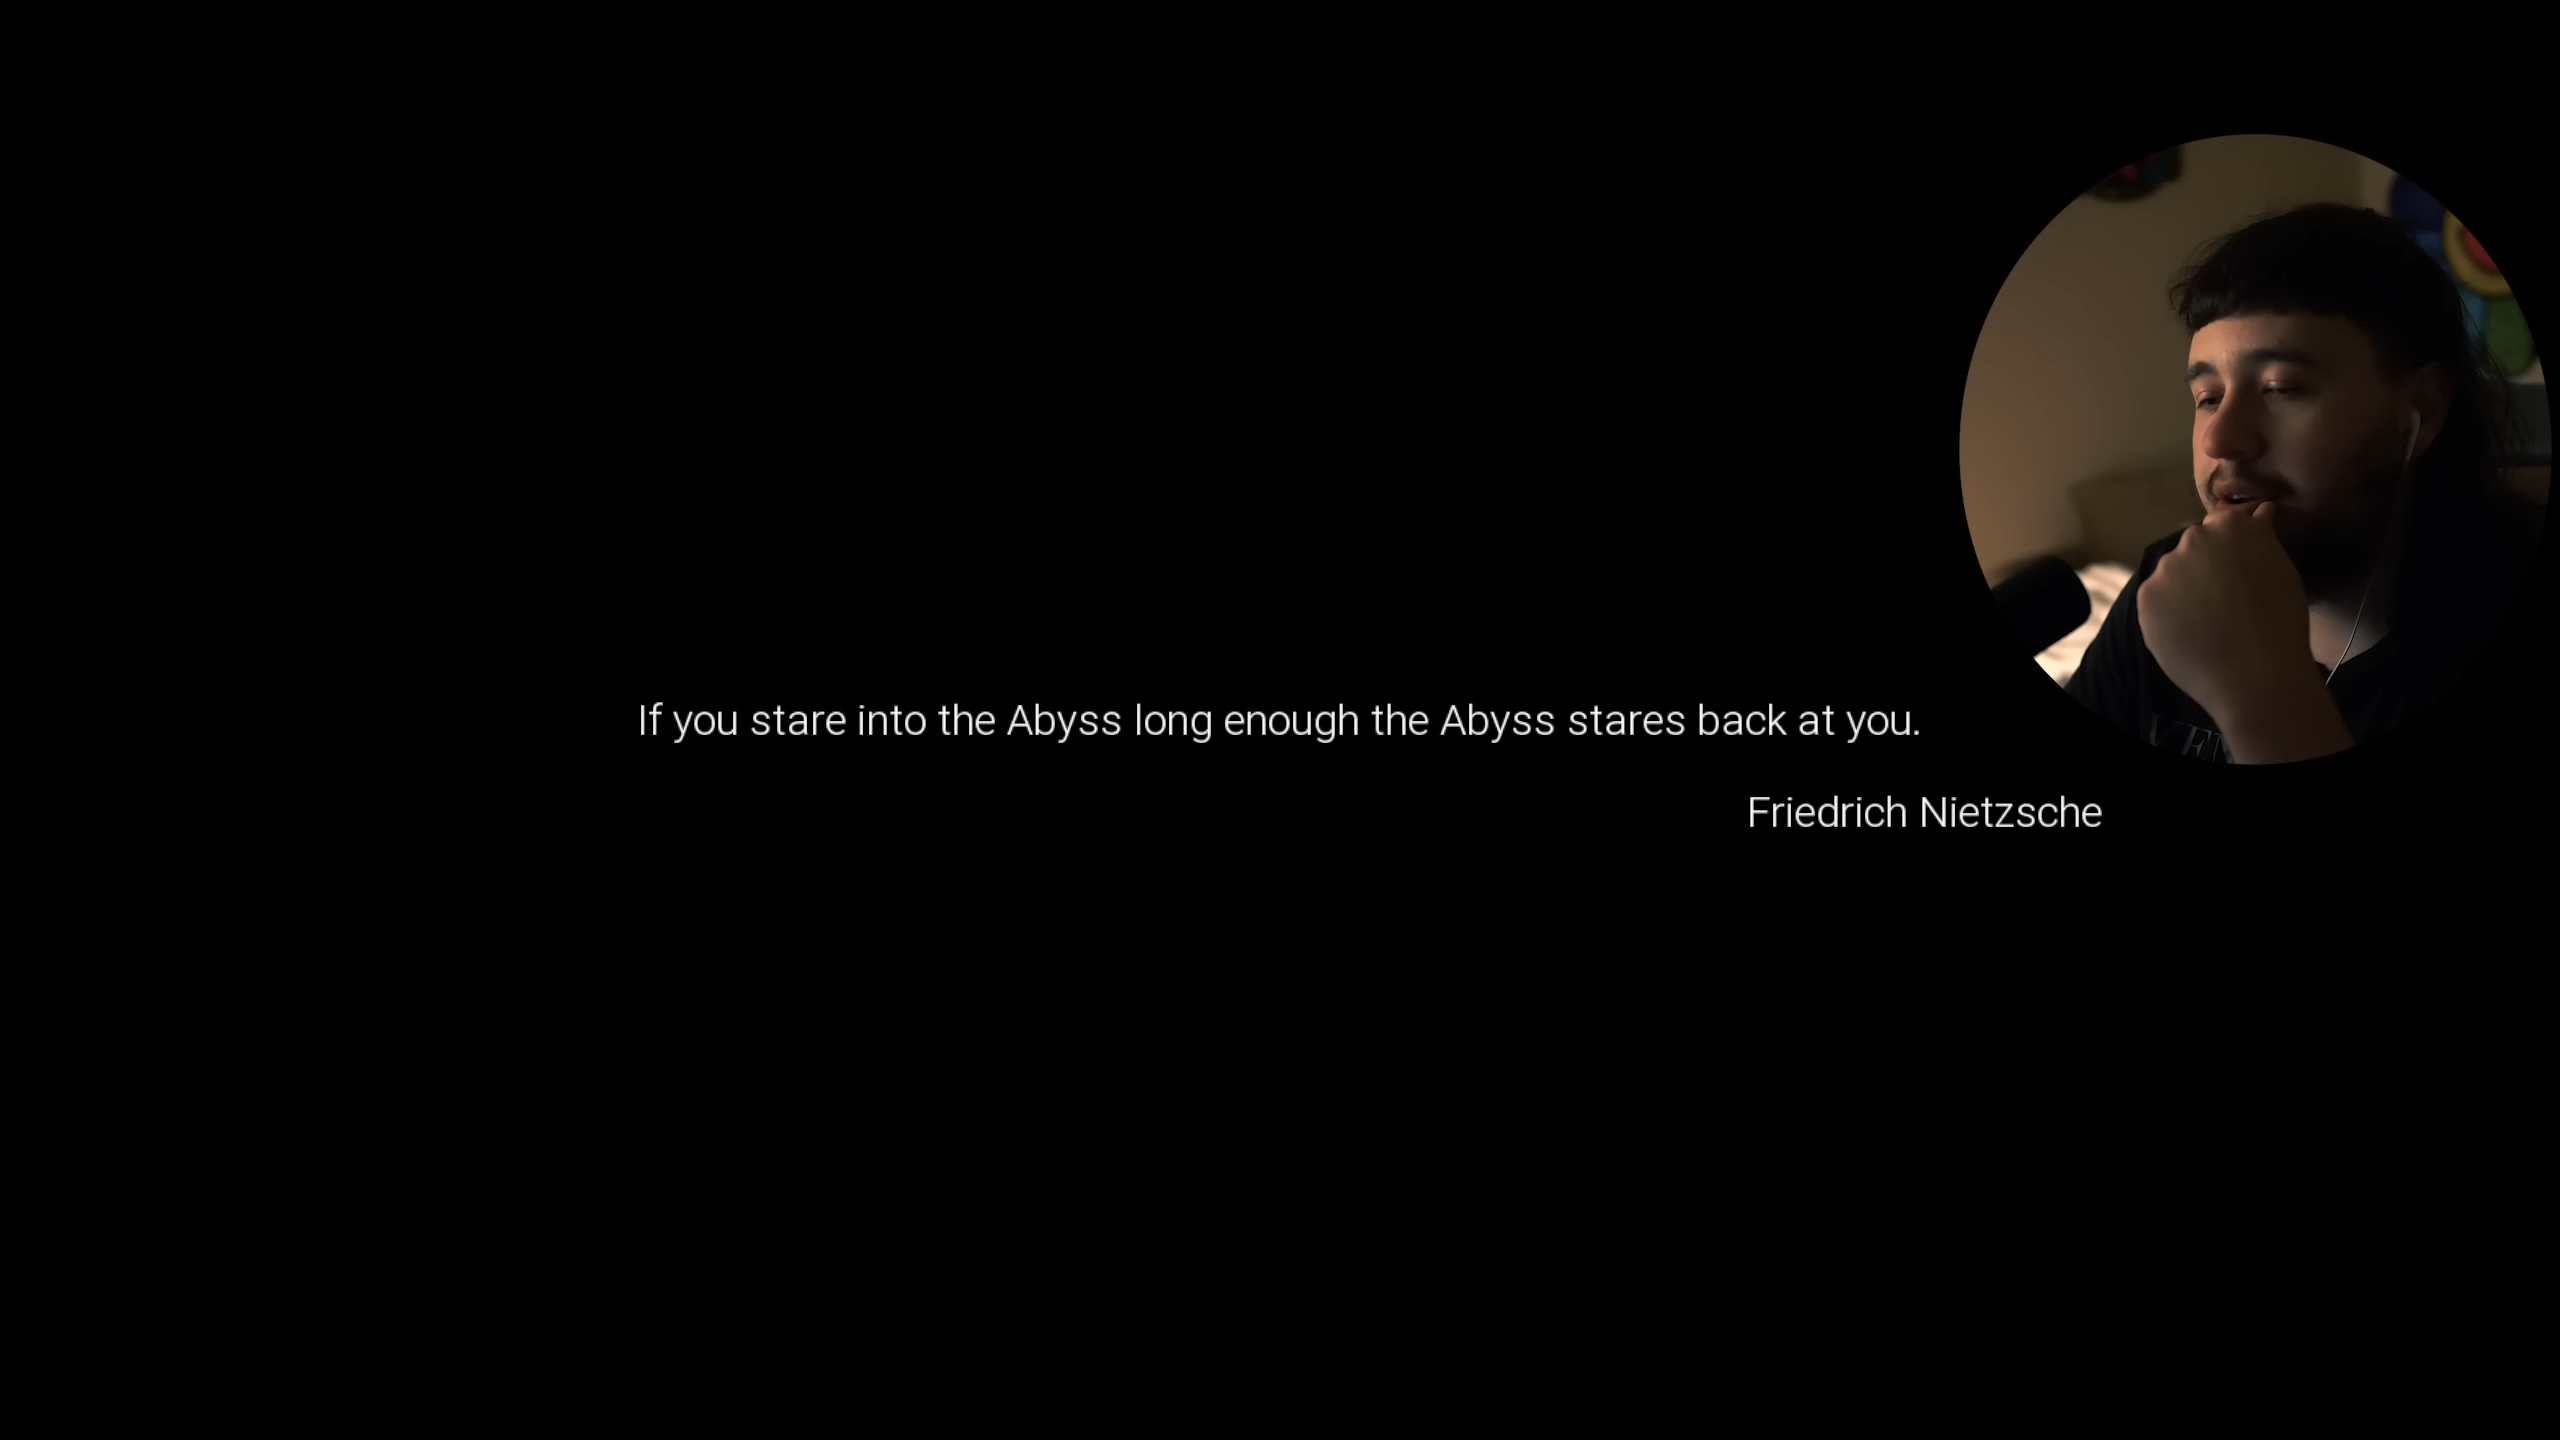 If you stare into the Abyss long enough the Abyss stares back at you.
Friedrich Nietzsche